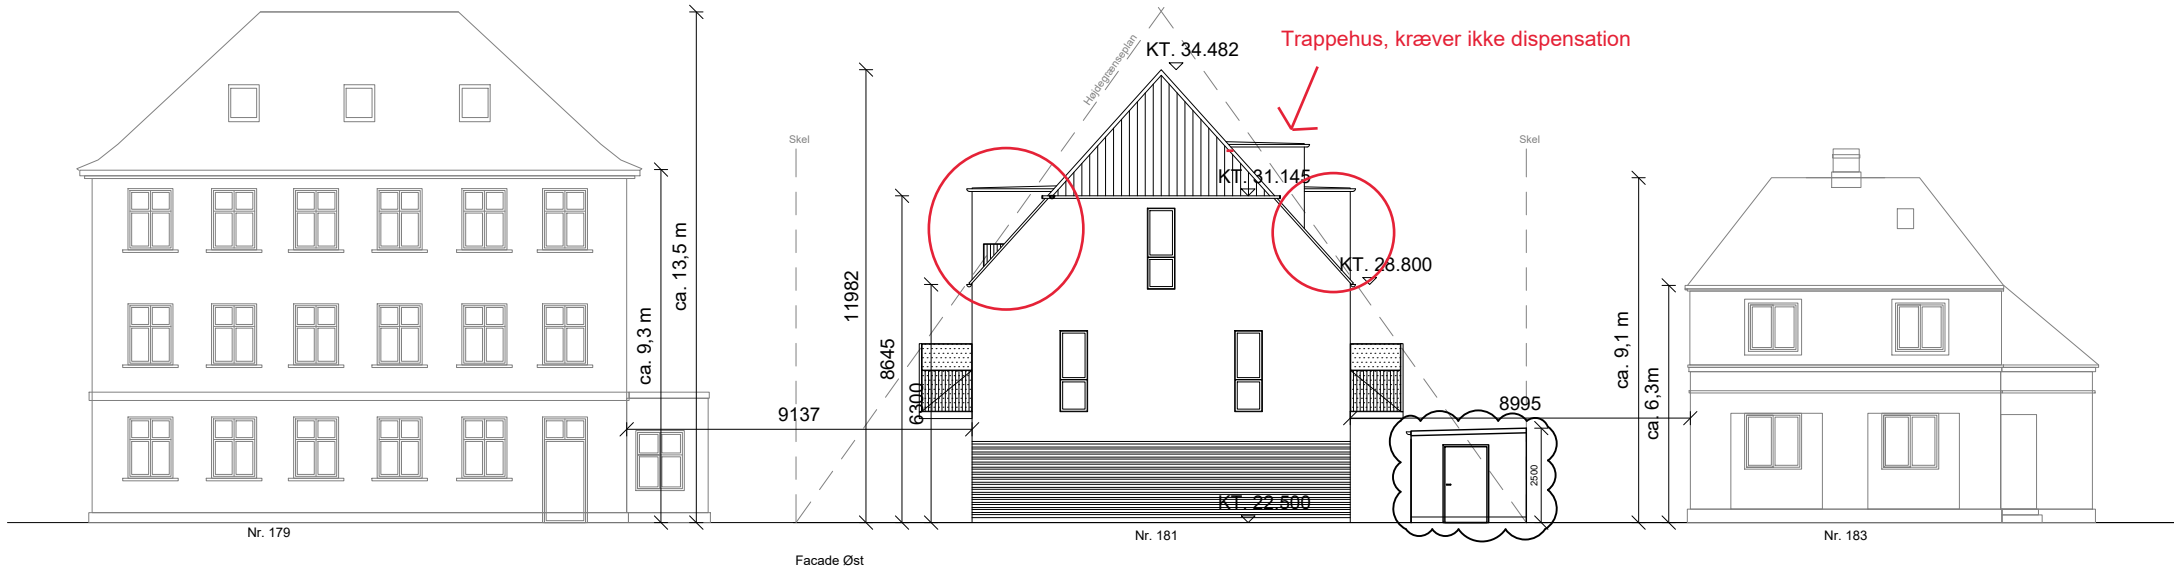 Trappehus, kræver ikke dispensation
KT. 34.482
Højdegrænseplan
Skel
Skel
KT. 31.145
KT. 28.800
ca. 13,5 m
ca. 9,3 m
11982
8645
6300
9137
8995
ca. 9,1 m
ca. 6,3m
2500
KT. 22.500
Nr. 179
Nr. 181
Nr. 183
Facade Øst